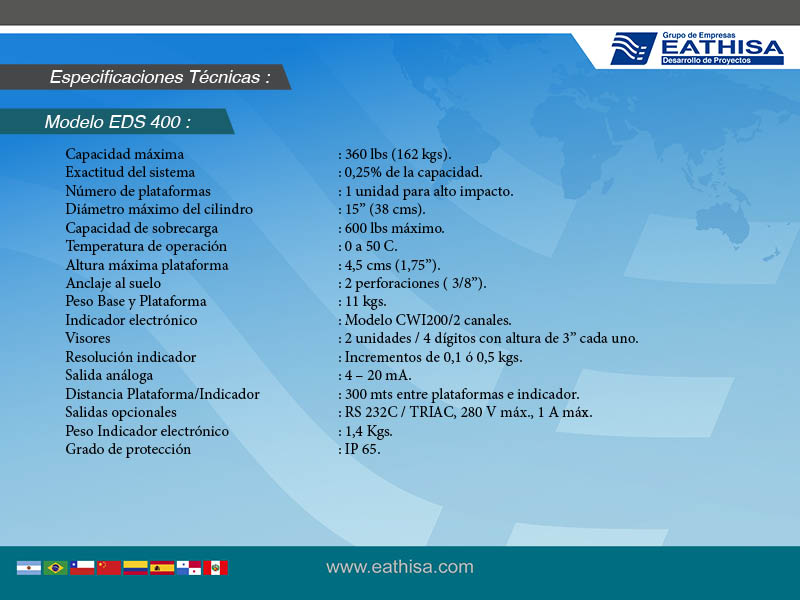 Grupo de Empresas
EATHISA
Desarrollo de Proyectos
Especificaciones Técnicas :
Modelo EDS 400 :
Capacidad máxima : 360 lbs (162 kgs).
Exactitud del sistema : 0,25% de la capacidad.
Número de plataformas : 1 unidad para alto impacto.
Diámetro máximo del cilindro : 15” (38 cms).
Capacidad de sobrecarga : 600 lbs máximo.
Temperatura de operación : 0 a 50 C.
Altura máxima plataforma : 4,5 cms (1,75”).
Anclaje al suelo : 2 perforaciones ( 3/8”).
Peso Base y Plataforma : 11 kgs.
Indicador electrónico : Modelo CWI200/2 canales.
Visores : 2 unidades / 4 dígitos con altura de 3” cada uno.
Resolución indicador : Incrementos de 0,1 ó 0,5 kgs.
Salida análoga : 4 – 20 mA.
Distancia Plataforma/Indicador : 300 mts entre plataformas e indicador.
Salidas opcionales : RS 232C / TRIAC, 280 V máx., 1 A máx.
Peso Indicador electrónico : 1,4 Kgs.
Grado de protección : IP 65.
www.eathisa.com